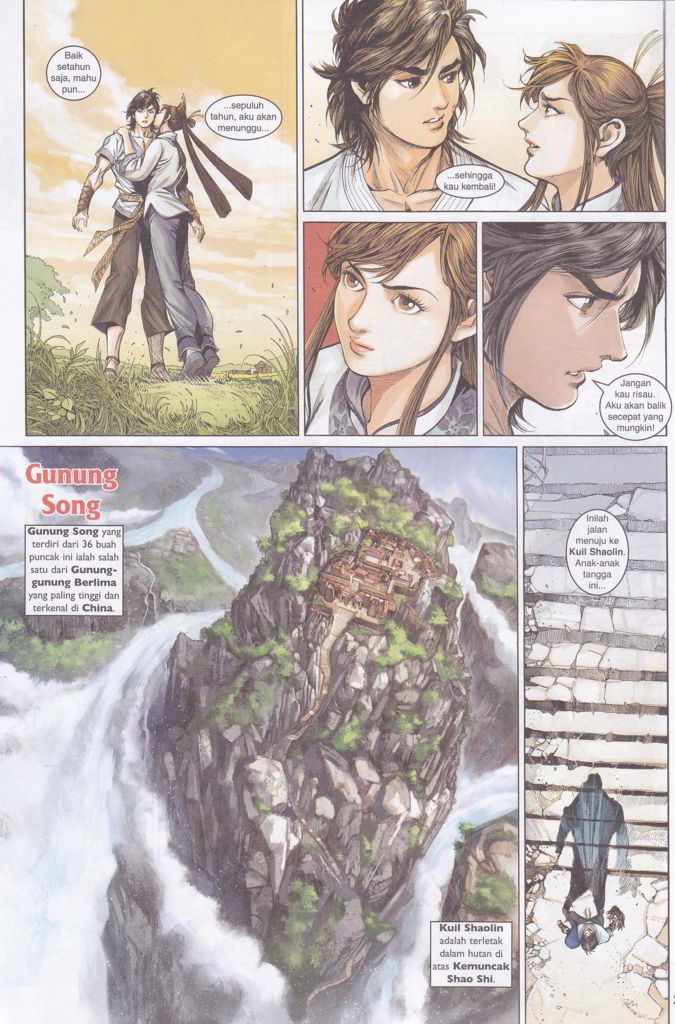 Baik
setahun
saja, mahu
pun...
...sepuluh
tahun, aku akan
menunggu...
...sehingga
kau kembali!
Jangan
kau risau.
Aku akan balik
secepat yang
mungkin!
Gunung
Song
Gunung Song yang
terdiri dari 36 buah
puncak ini ialah salah
satu dari Gunung-
gunung Berlima
yang paling tinggi dan
terkenal di China.
Inilah
jalan
menuju ke
Kuil Shaolin.
Anak-anak
tangga
ini...
Kuil Shaolin
adalah terletak
dalam hutan di
atas Kemuncak
Shao Shi.